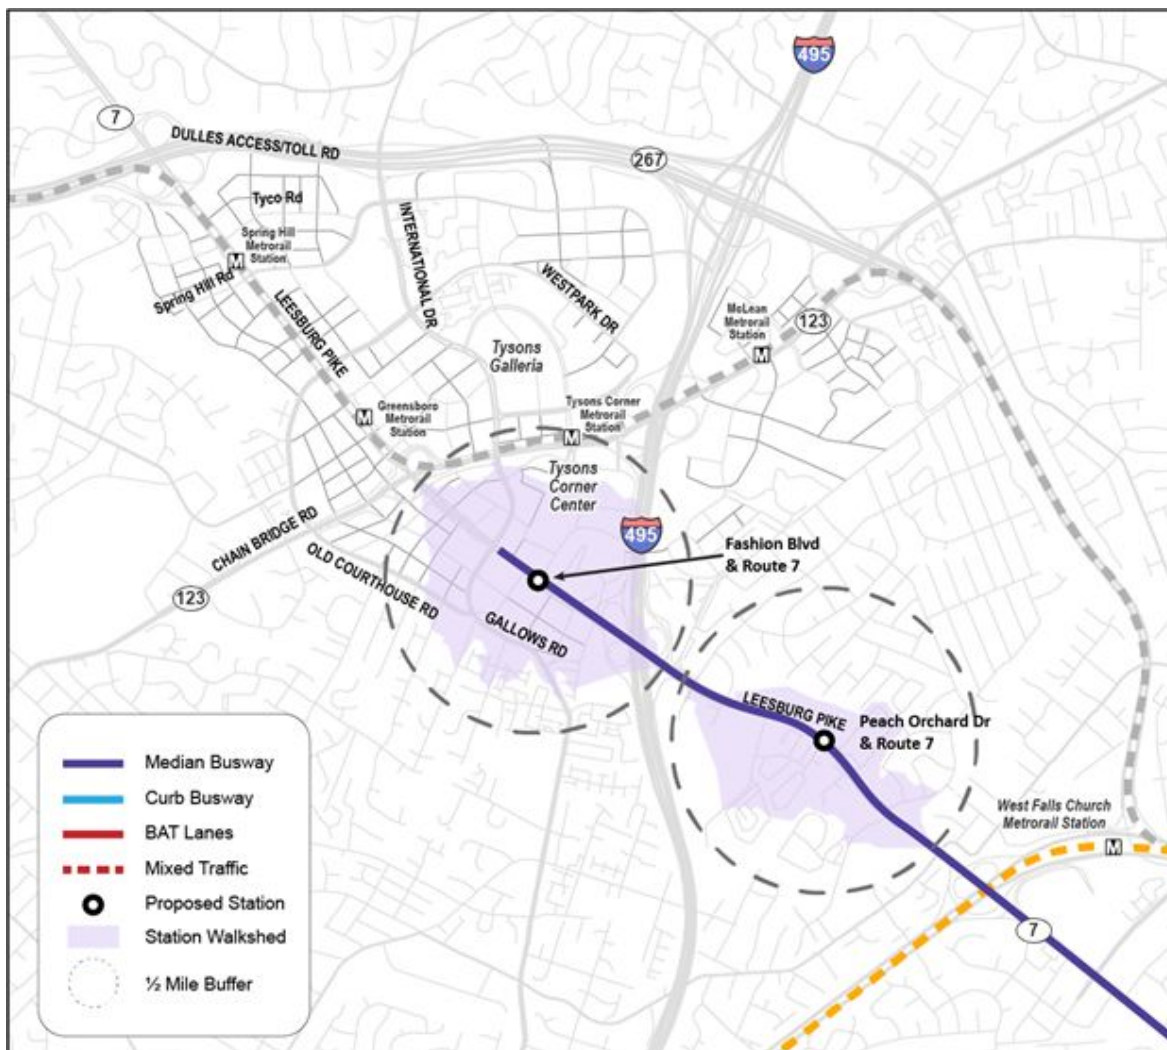 495
7
DULLES ACCESS/TOLL RD
267
Tyco Rd
INTERNATIONAL DR
Spring Hill
Metrorail
Station
M
Spring Hill Rd
WESTPARK DR
LEESBURG PIKE
McLean
Metrorail
Station
123
M
Tysons
Galleria
Greensboro
Metrorail
Station
M
Tysons Corner
Metrorail
Station
M
Tysons
Corner
Center
CHAIN BRIDGE RD
495
Fashion Blvd
& Route 7
OLD COURTHOUSE RD
123
GALLOWS RD
LEESBURG PIKE
Peach Orchard Dr
& Route 7
West Falls Church
Metrorail Station
M
7
Median Busway
Curb Busway
BAT Lanes
Mixed Traffic
Proposed Station
Station Walkshed
½ Mile Buffer